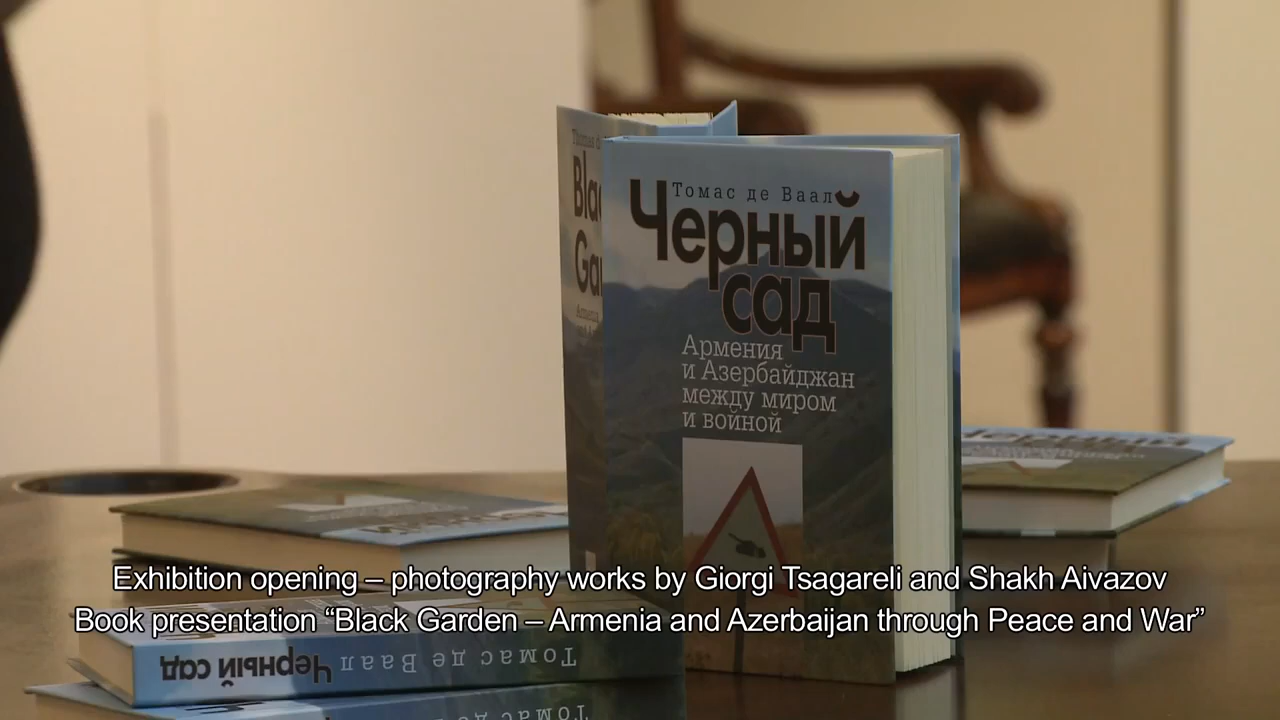 Томас де Ваал
Черный
сад
Армения
и Азербайджан
между миром
и войной
Exhibition opening – photography works by Giorgi Tsagareli and Shakh Aivazov
Book presentation “Black Garden – Armenia and Azerbaijan through Peace and War”
Томас де Ваал Черный сад
Томас